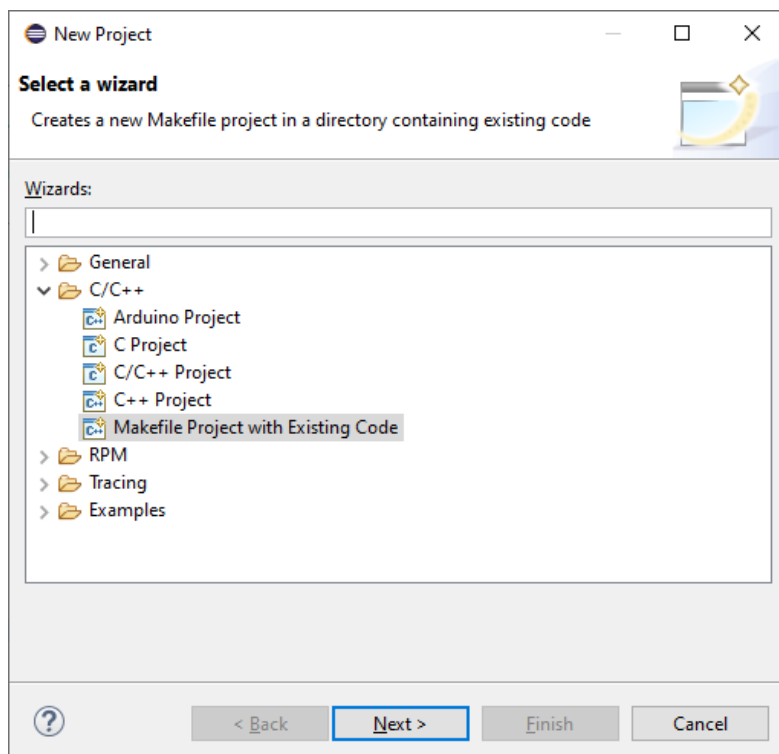 New Project
Select a wizard
Creates a new Makefile project in a directory containing existing code
Wizards:
General
C/C++
Arduino Project
C Project
C/C++ Project
C++ Project
Makefile Project with Existing Code
RPM
Tracing
Examples
? < Back Next > Finish Cancel